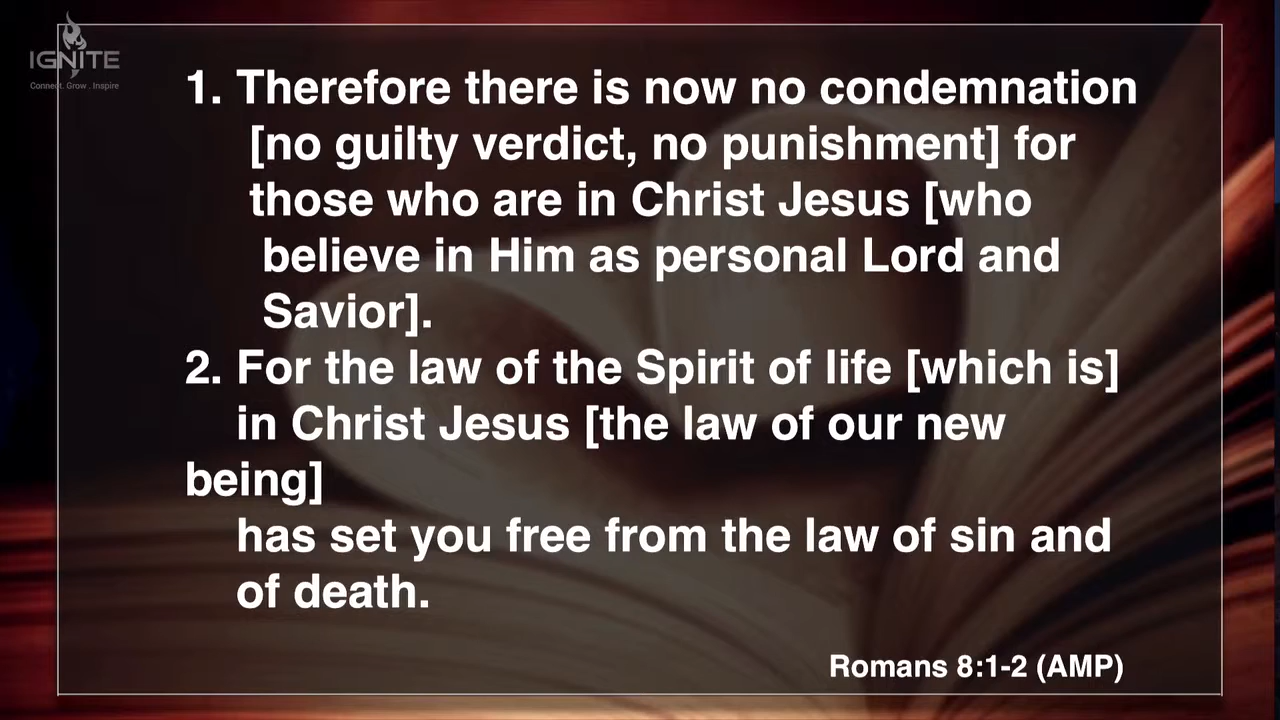 IGNITE
Connect. Grow. Inspire
1. Therefore there is now no condemnation
[no guilty verdict, no punishment] for
those who are in Christ Jesus [who
believe in Him as personal Lord and
Savior].
2. For the law of the Spirit of life [which is]
in Christ Jesus [the law of our new
being]
has set you free from the law of sin and
of death.
Romans 8:1-2 (AMP)